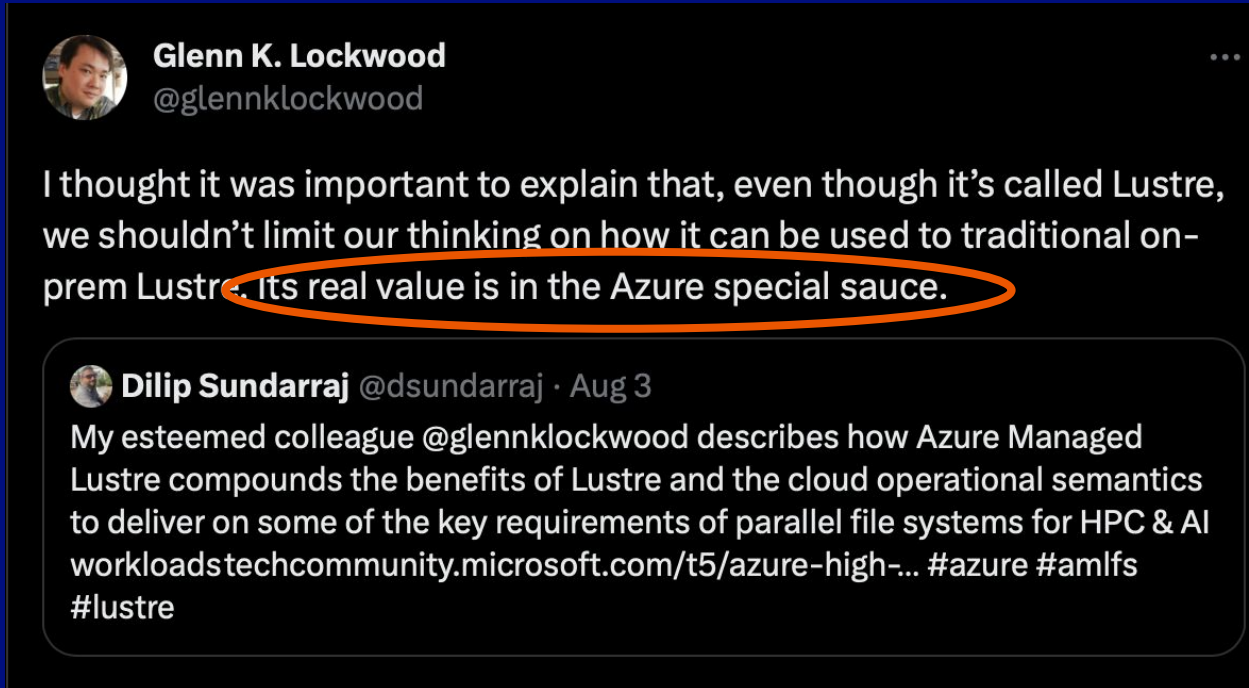 Glenn K. Lockwood
@glennklockwood
I thought it was important to explain that, even though it’s called Lustre,
we shouldn’t limit our thinking on how it can be used to traditional on-
prem Lustre. Its real value is in the Azure special sauce.
Dilip Sundarraj @dsundarraj · Aug 3
My esteemed colleague @glennklockwood describes how Azure Managed
Lustre compounds the benefits of Lustre and the cloud operational semantics
to deliver on some of the key requirements of parallel file systems for HPC & AI
workloads techcommunity.microsoft.com/t5/azure-high-... #azure #amlfs
#lustre